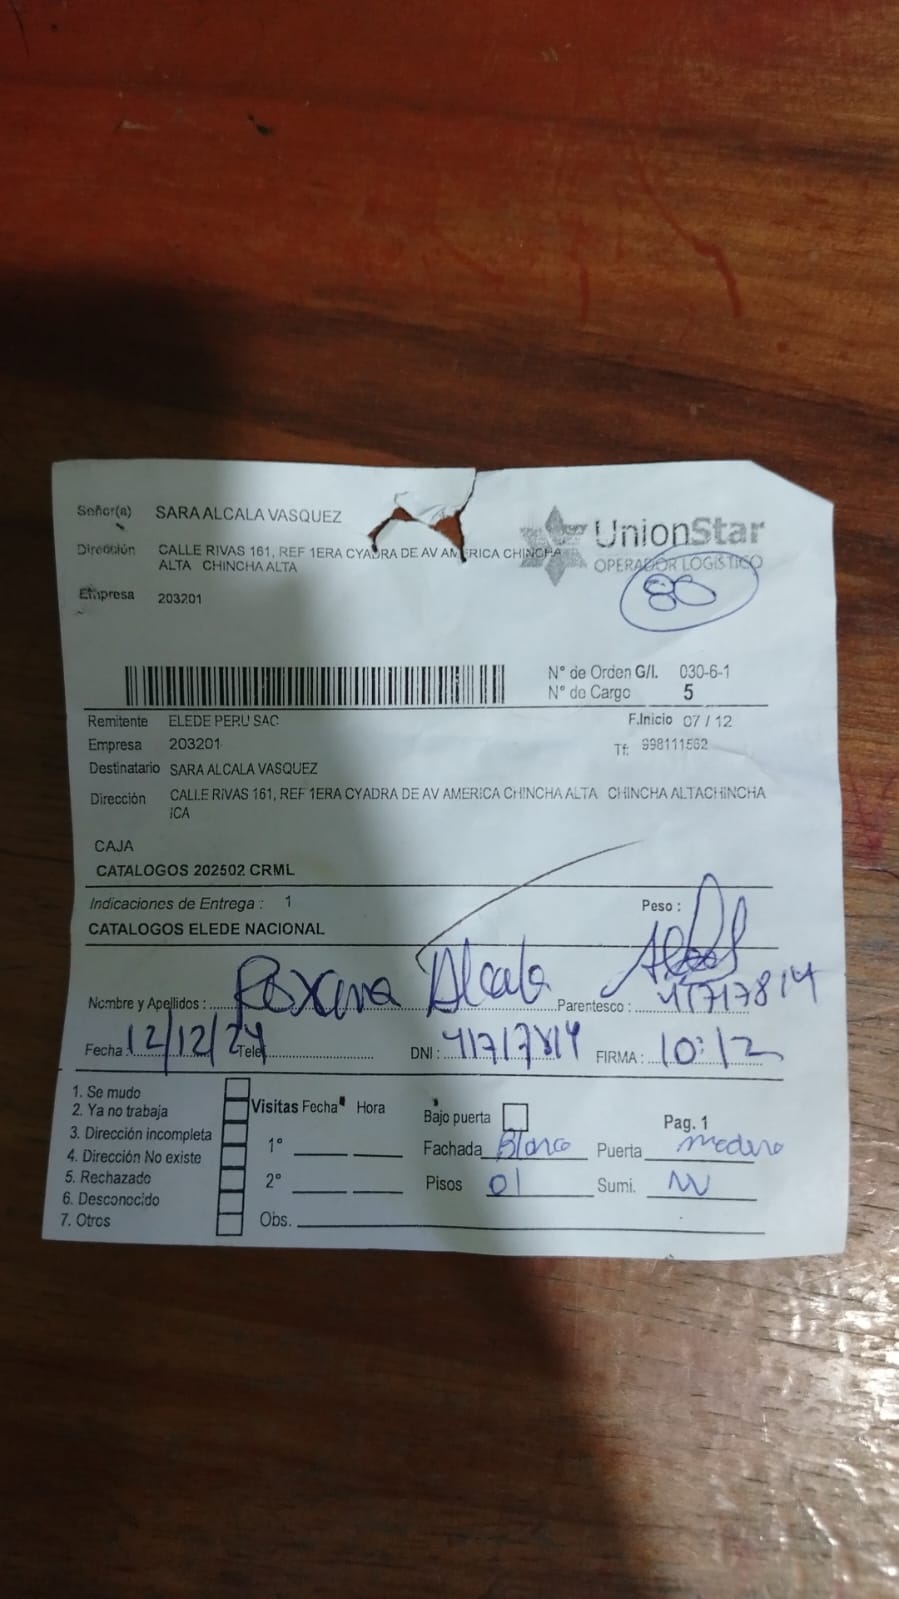 Señor(a) SARA ALCALA VASQUEZ
UnionStar
OPERADOR LOGÍSTICO
Dirección CALLE RIVAS 161, REF 1ERA CYADRA DE AV AMERICA CHINCHA
ALTA CHINCHA ALTA
80
Empresa 203201
N° de Orden G/I. 030-6-1
N° de Cargo 5
Remitente ELEDE PERU SAC F.Inicio 07 / 12
Empresa 203201 Tf: 998111562
Destinatario SARA ALCALA VASQUEZ
Dirección CALLE RIVAS 161, REF 1ERA CYADRA DE AV AMERICA CHINCHA ALTA CHINCHA ALTACHINCHA
ICA
CAJA
CATALOGOS 202502 CRML
Indicaciones de Entrega : 1 Peso :
CATALOGOS ELEDE NACIONAL
Nombre y Apellidos : Roxana Alcala Parentesco : 41717814
Fecha : 12/12/24 Tele DNI : 41717814 FIRMA : 10:12
1. Se mudo
2. Ya no trabaja
3. Dirección incompleta
4. Dirección No existe
5. Rechazado
6. Desconocido
7. Otros
Visitas Fecha Hora
1°
2°
Obs.
Bajo puerta Pag. 1
Fachada Blanco Puerta madera
Pisos 01 Sumi.